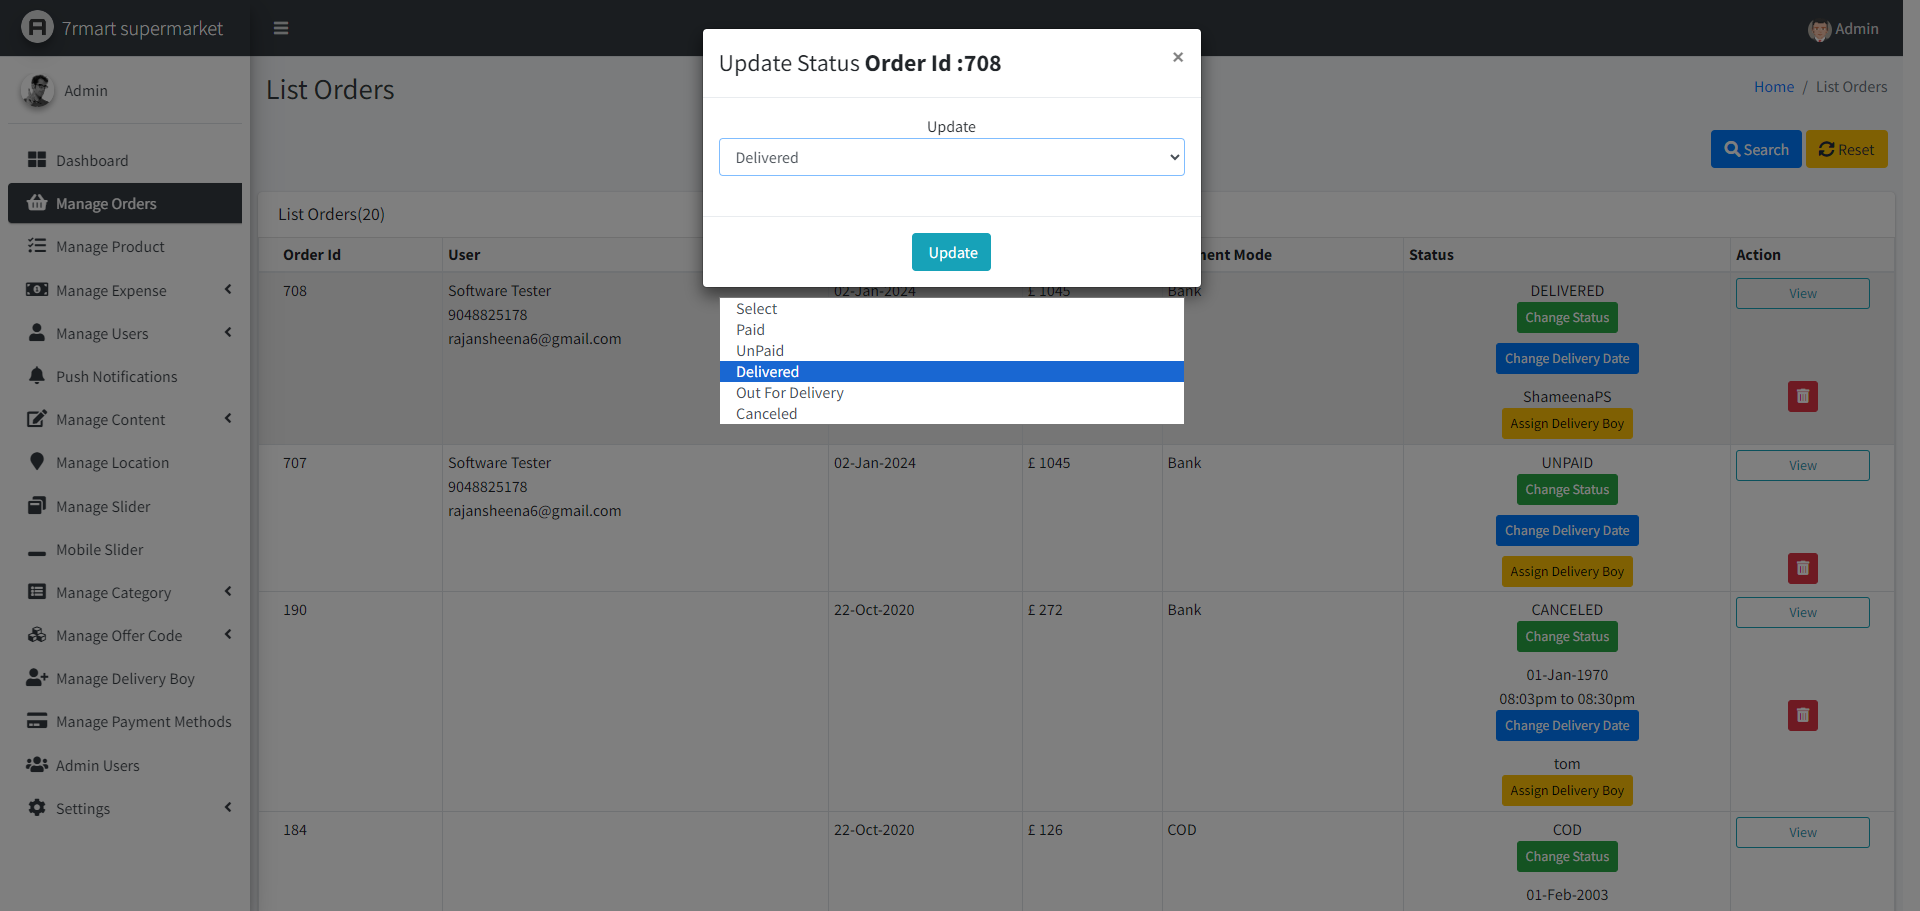 7rmart supermarket
Admin
Admin
Dashboard
Manage Orders
Manage Product
Manage Expense
Manage Users
Push Notifications
Manage Content
Manage Location
Manage Slider
Mobile Slider
Manage Category
Manage Offer Code
Manage Delivery Boy
Manage Payment Methods
Admin Users
Settings
List Orders
Home / List Orders
Search
Reset
Update Status Order Id :708
×
Update
Delivered
Update
Select
Paid
UnPaid
Delivered
Out For Delivery
Canceled
List Orders(20)
Order Id User ment Mode Status Action
708 Software Tester 02-Jan-2024 £ 1045 Bank DELIVERED View
9048825178 Change Status
rajansheena6@gmail.com
Change Delivery Date
ShameenaPS
Assign Delivery Boy
707 Software Tester 02-Jan-2024 £ 1045 Bank UNPAID View
9048825178 Change Status
rajansheena6@gmail.com
Change Delivery Date
Assign Delivery Boy
190 22-Oct-2020 £ 272 Bank CANCELED View
Change Status
01-Jan-1970
08:03pm to 08:30pm
Change Delivery Date
tom
Assign Delivery Boy
184 22-Oct-2020 £ 126 COD COD View
Change Status
01-Feb-2003